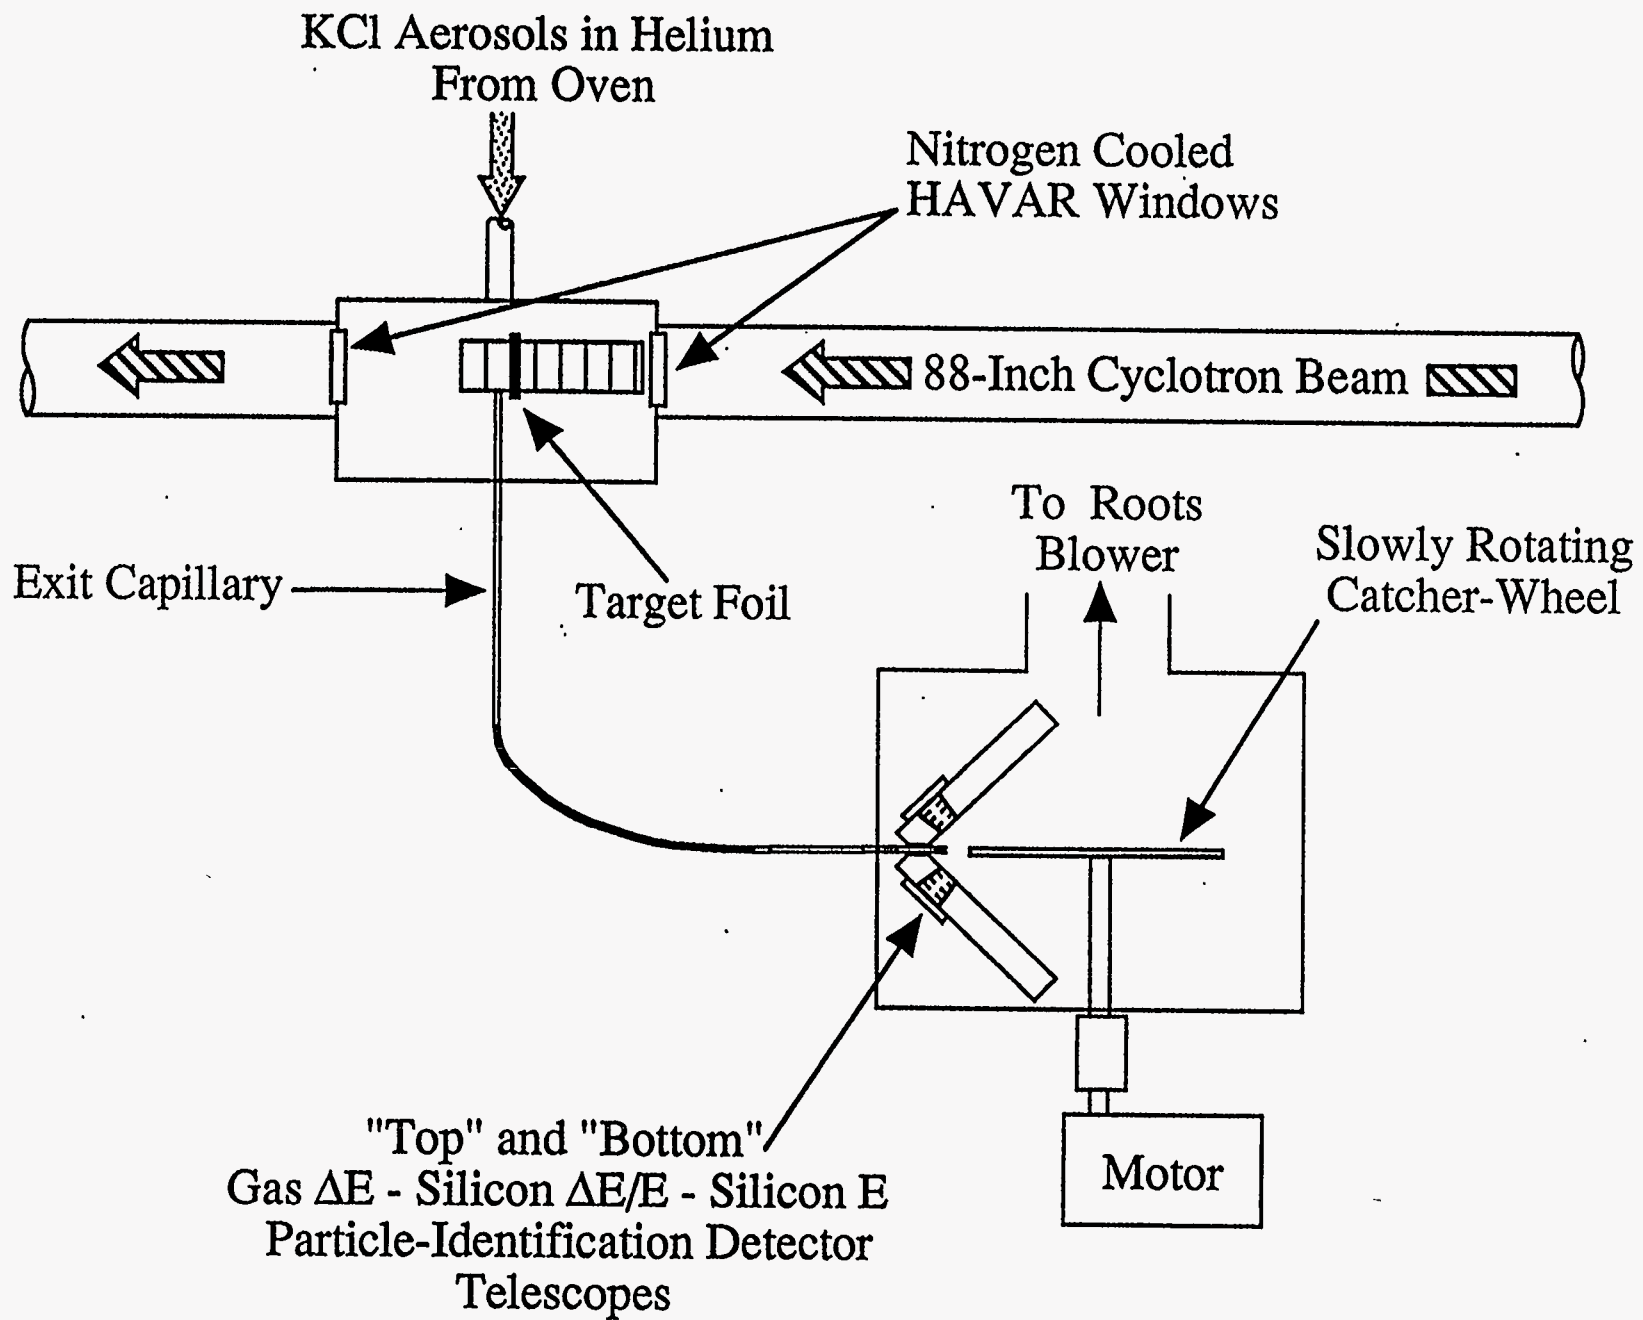 KCl Aerosols in Helium
From Oven
Nitrogen Cooled
HAVAR Windows
88-Inch Cyclotron Beam
To Roots
Blower
Slowly Rotating
Catcher-Wheel
Exit Capillary
Target Foil
"Top" and "Bottom"
Gas ΔE - Silicon ΔE/E - Silicon E
Particle-Identification Detector
Telescopes
Motor